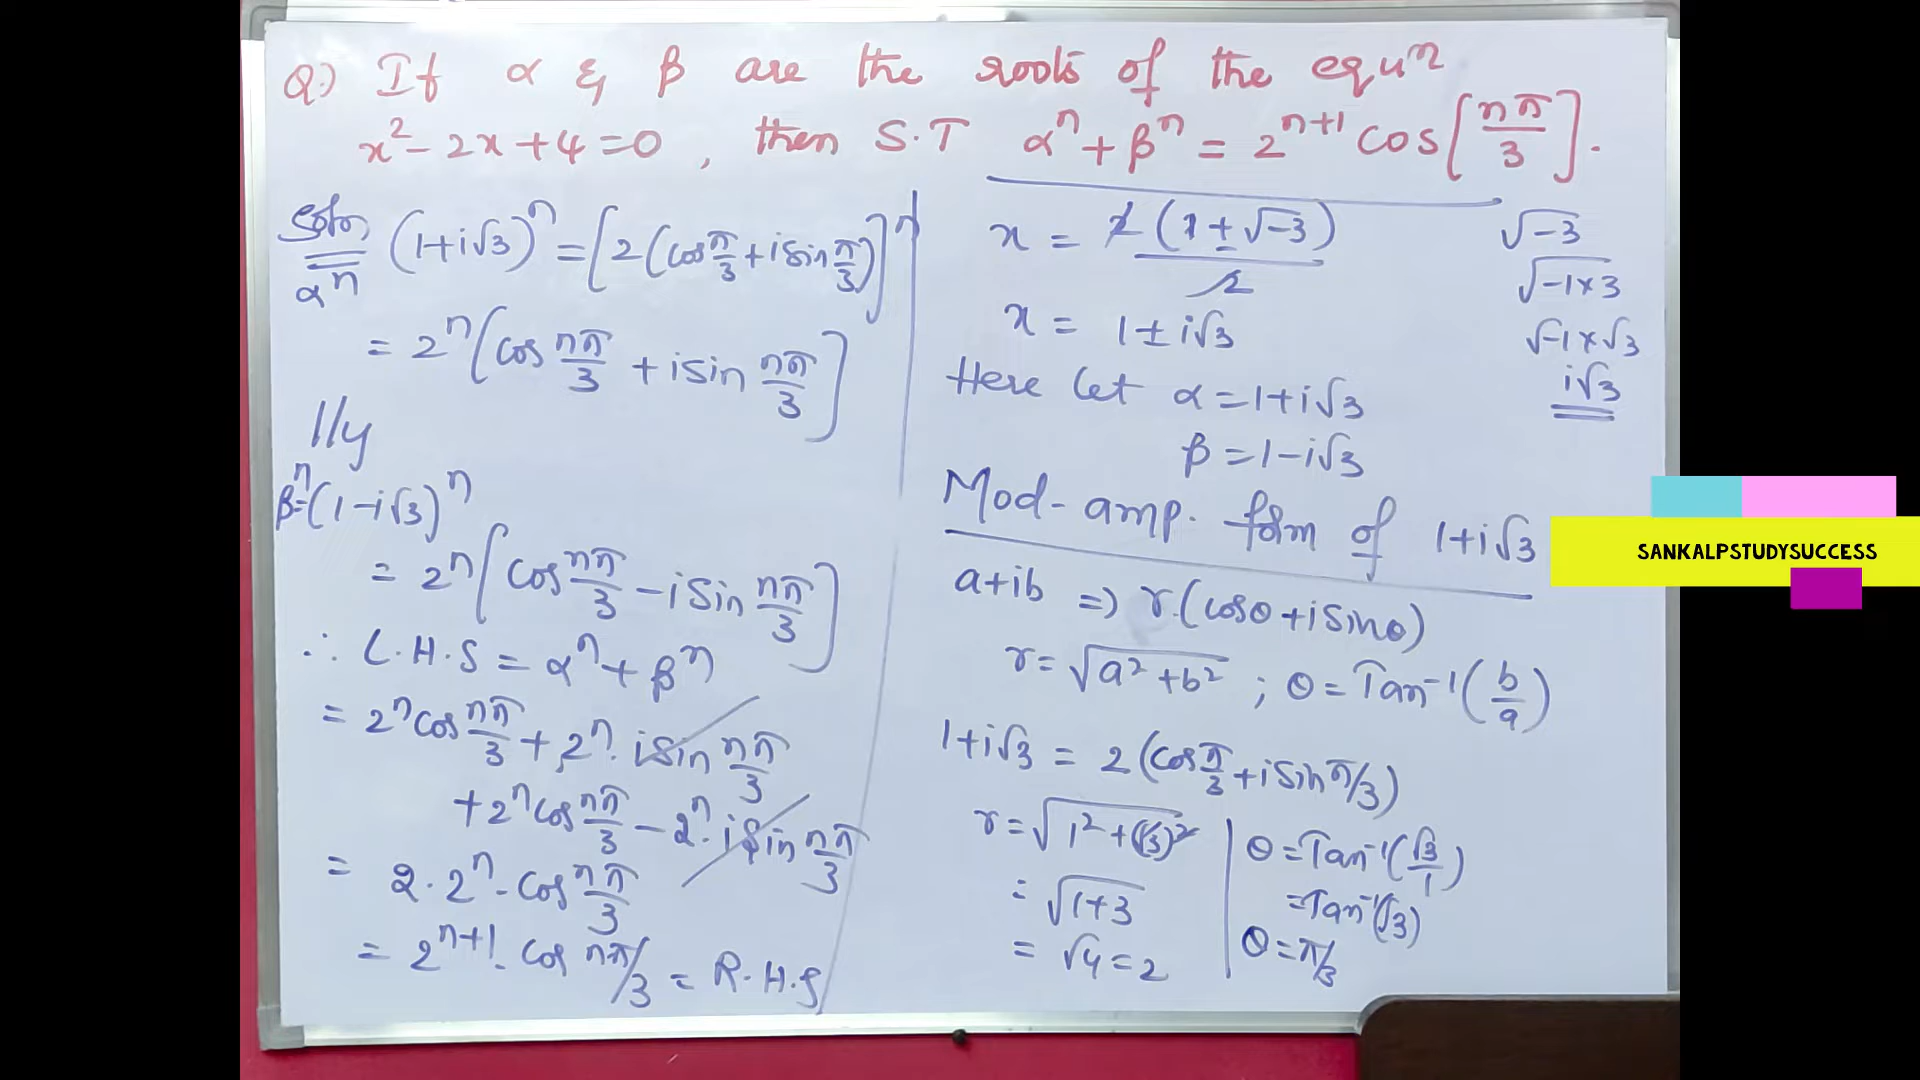 Q.) If α & β are the roots of the equⁿ
x² - 2x + 4 = 0 , then S.T αⁿ + βⁿ = 2ⁿ⁺¹ cos[nπ/3].
Soln (1+i√3)ⁿ = [2(cos π/3 + i sin π/3)]ⁿ
αⁿ
= 2ⁿ[cos nπ/3 + i sin nπ/3]
llly
βⁿ = (1-i√3)ⁿ
= 2ⁿ[cos nπ/3 - i sin nπ/3]
∴ L.H.S = αⁿ + βⁿ
= 2ⁿ cos nπ/3 + 2ⁿ. i sin nπ/3
+ 2ⁿ cos nπ/3 - 2ⁿ. i sin nπ/3
= 2 · 2ⁿ · cos nπ/3
= 2ⁿ⁺¹. cos nπ/3 = R.H.S
x = 2(1 ± √-3)/2
x = 1 ± i√3
Here let α = 1+i√3
β = 1-i√3
√-3
√-1×3
√-1 × √3
i√3
Mod-amp. form of 1+i√3
a+ib => r.(cosθ + i sinθ)
r = √a²+b² ; θ = Tan⁻¹(b/a)
1+i√3 = 2(cos π/3 + i sin π/3)
r = √1²+(√3)²
= √1+3
= √4 = 2
θ = Tan⁻¹(√3/1)
= Tan⁻¹(√3)
θ = π/3
SANKALPSTUDYSUCCESS